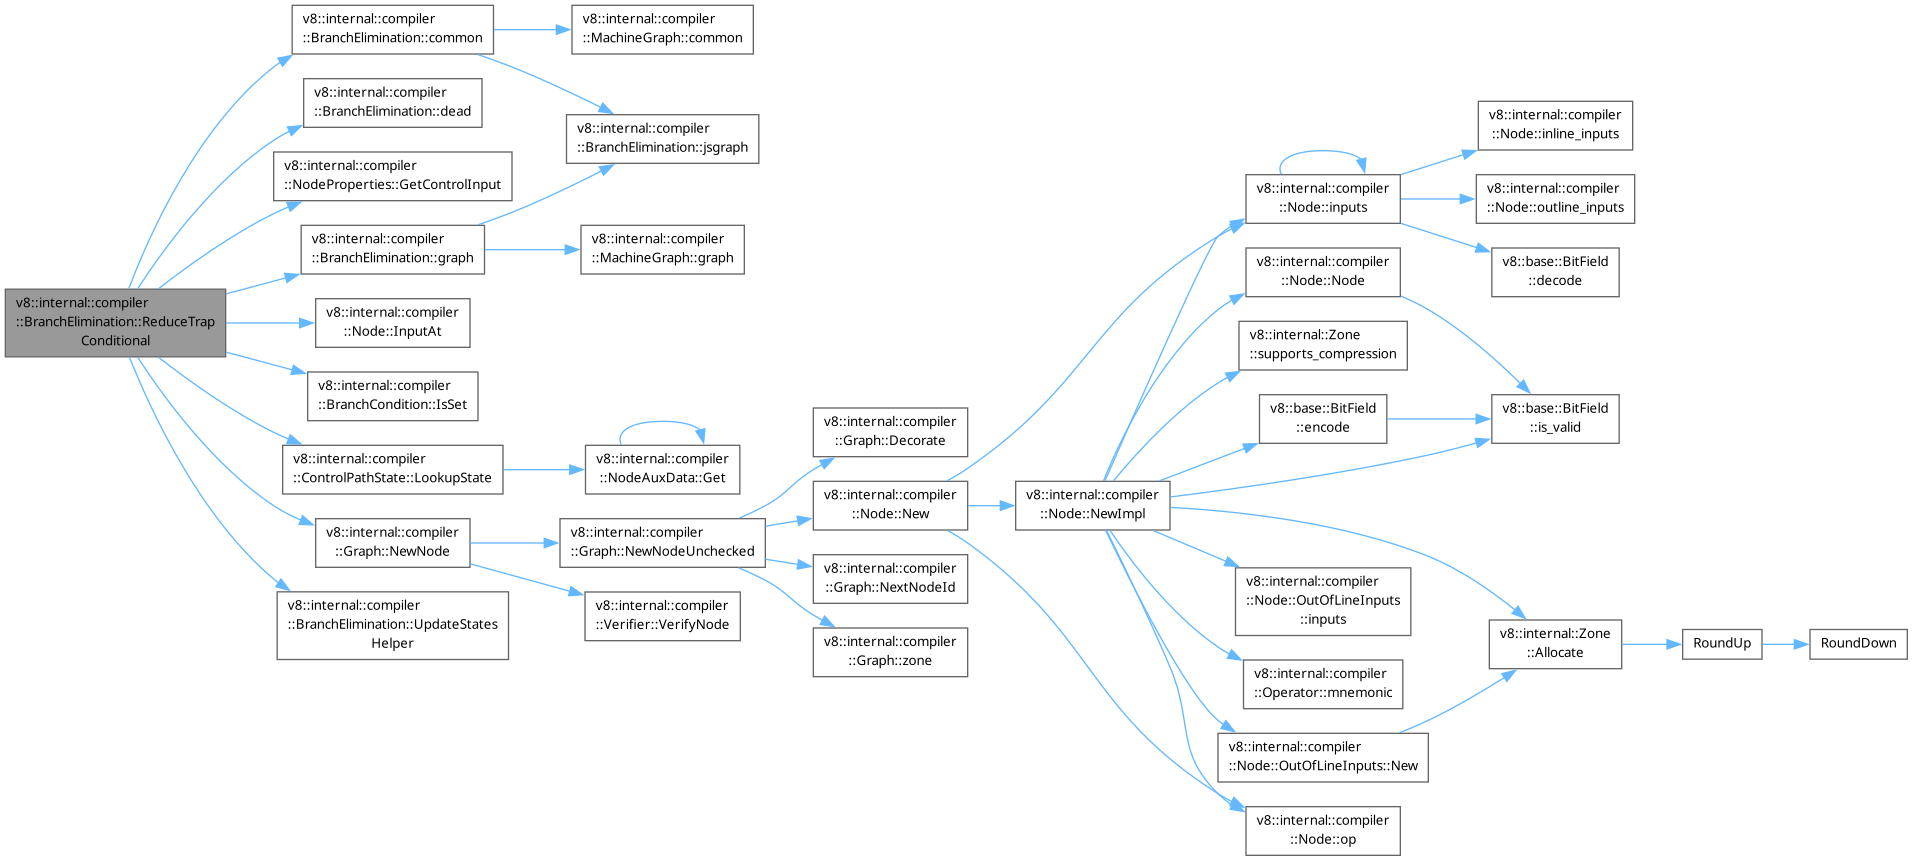 v8::internal::compiler
::BranchElimination::ReduceTrap
Conditional
v8::internal::compiler
::BranchElimination::common
v8::internal::compiler
::BranchElimination::dead
v8::internal::compiler
::NodeProperties::GetControlInput
v8::internal::compiler
::BranchElimination::graph
v8::internal::compiler
::Node::InputAt
v8::internal::compiler
::BranchCondition::IsSet
v8::internal::compiler
::ControlPathState::LookupState
v8::internal::compiler
::Graph::NewNode
v8::internal::compiler
::BranchElimination::UpdateStates
Helper
v8::internal::compiler
::MachineGraph::common
v8::internal::compiler
::BranchElimination::jsgraph
v8::internal::compiler
::MachineGraph::graph
v8::internal::compiler
::NodeAuxData::Get
v8::internal::compiler
::Graph::NewNodeUnchecked
v8::internal::compiler
::Verifier::VerifyNode
v8::internal::compiler
::Graph::Decorate
v8::internal::compiler
::Node::New
v8::internal::compiler
::Graph::NextNodeId
v8::internal::compiler
::Graph::zone
v8::internal::compiler
::Node::NewImpl
v8::internal::compiler
::Node::inputs
v8::internal::compiler
::Node::Node
v8::internal::Zone
::supports_compression
v8::base::BitField
::encode
v8::internal::compiler
::Node::OutOfLineInputs
::inputs
v8::internal::compiler
::Operator::mnemonic
v8::internal::compiler
::Node::OutOfLineInputs::New
v8::internal::compiler
::Node::op
v8::internal::compiler
::Node::inline_inputs
v8::internal::compiler
::Node::outline_inputs
v8::base::BitField
::decode
v8::base::BitField
::is_valid
v8::internal::Zone
::Allocate
RoundUp
RoundDown